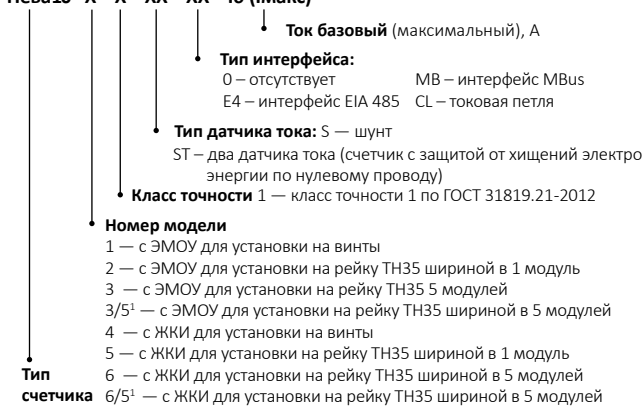 Нева10 X X XX XX Iб (Iмакс)
Ток базовый (максимальный), А
Тип интерфейса:
0 – отсутствует MB – интерфейс MBus
E4 – интерфейс EIA 485 CL – токовая петля
Тип датчика тока: S — шунт
ST – два датчика тока (счетчик с защитой от хищений электро
энергии по нулевому проводу)
Класс точности 1 — класс точности 1 по ГОСТ 31819.21-2012
Номер модели
1 — с ЭМОУ для установки на винты
2 — с ЭМОУ для установки на рейку ТН35 шириной в 1 модуль
3 — с ЭМОУ для установки на рейку ТН35 5 модулей
3/5¹ — с ЭМОУ для установки на рейку ТН35 шириной в 5 модулей
4 — с ЖКИ для установки на винты
5 — с ЖКИ для установки на рейку ТН35 шириной в 1 модуль
Тип 6 — с ЖКИ для установки на рейку ТН35 шириной в 5 модулей
счетчика 6/5¹ — с ЖКИ для установки на рейку ТН35 шириной в 5 модулей